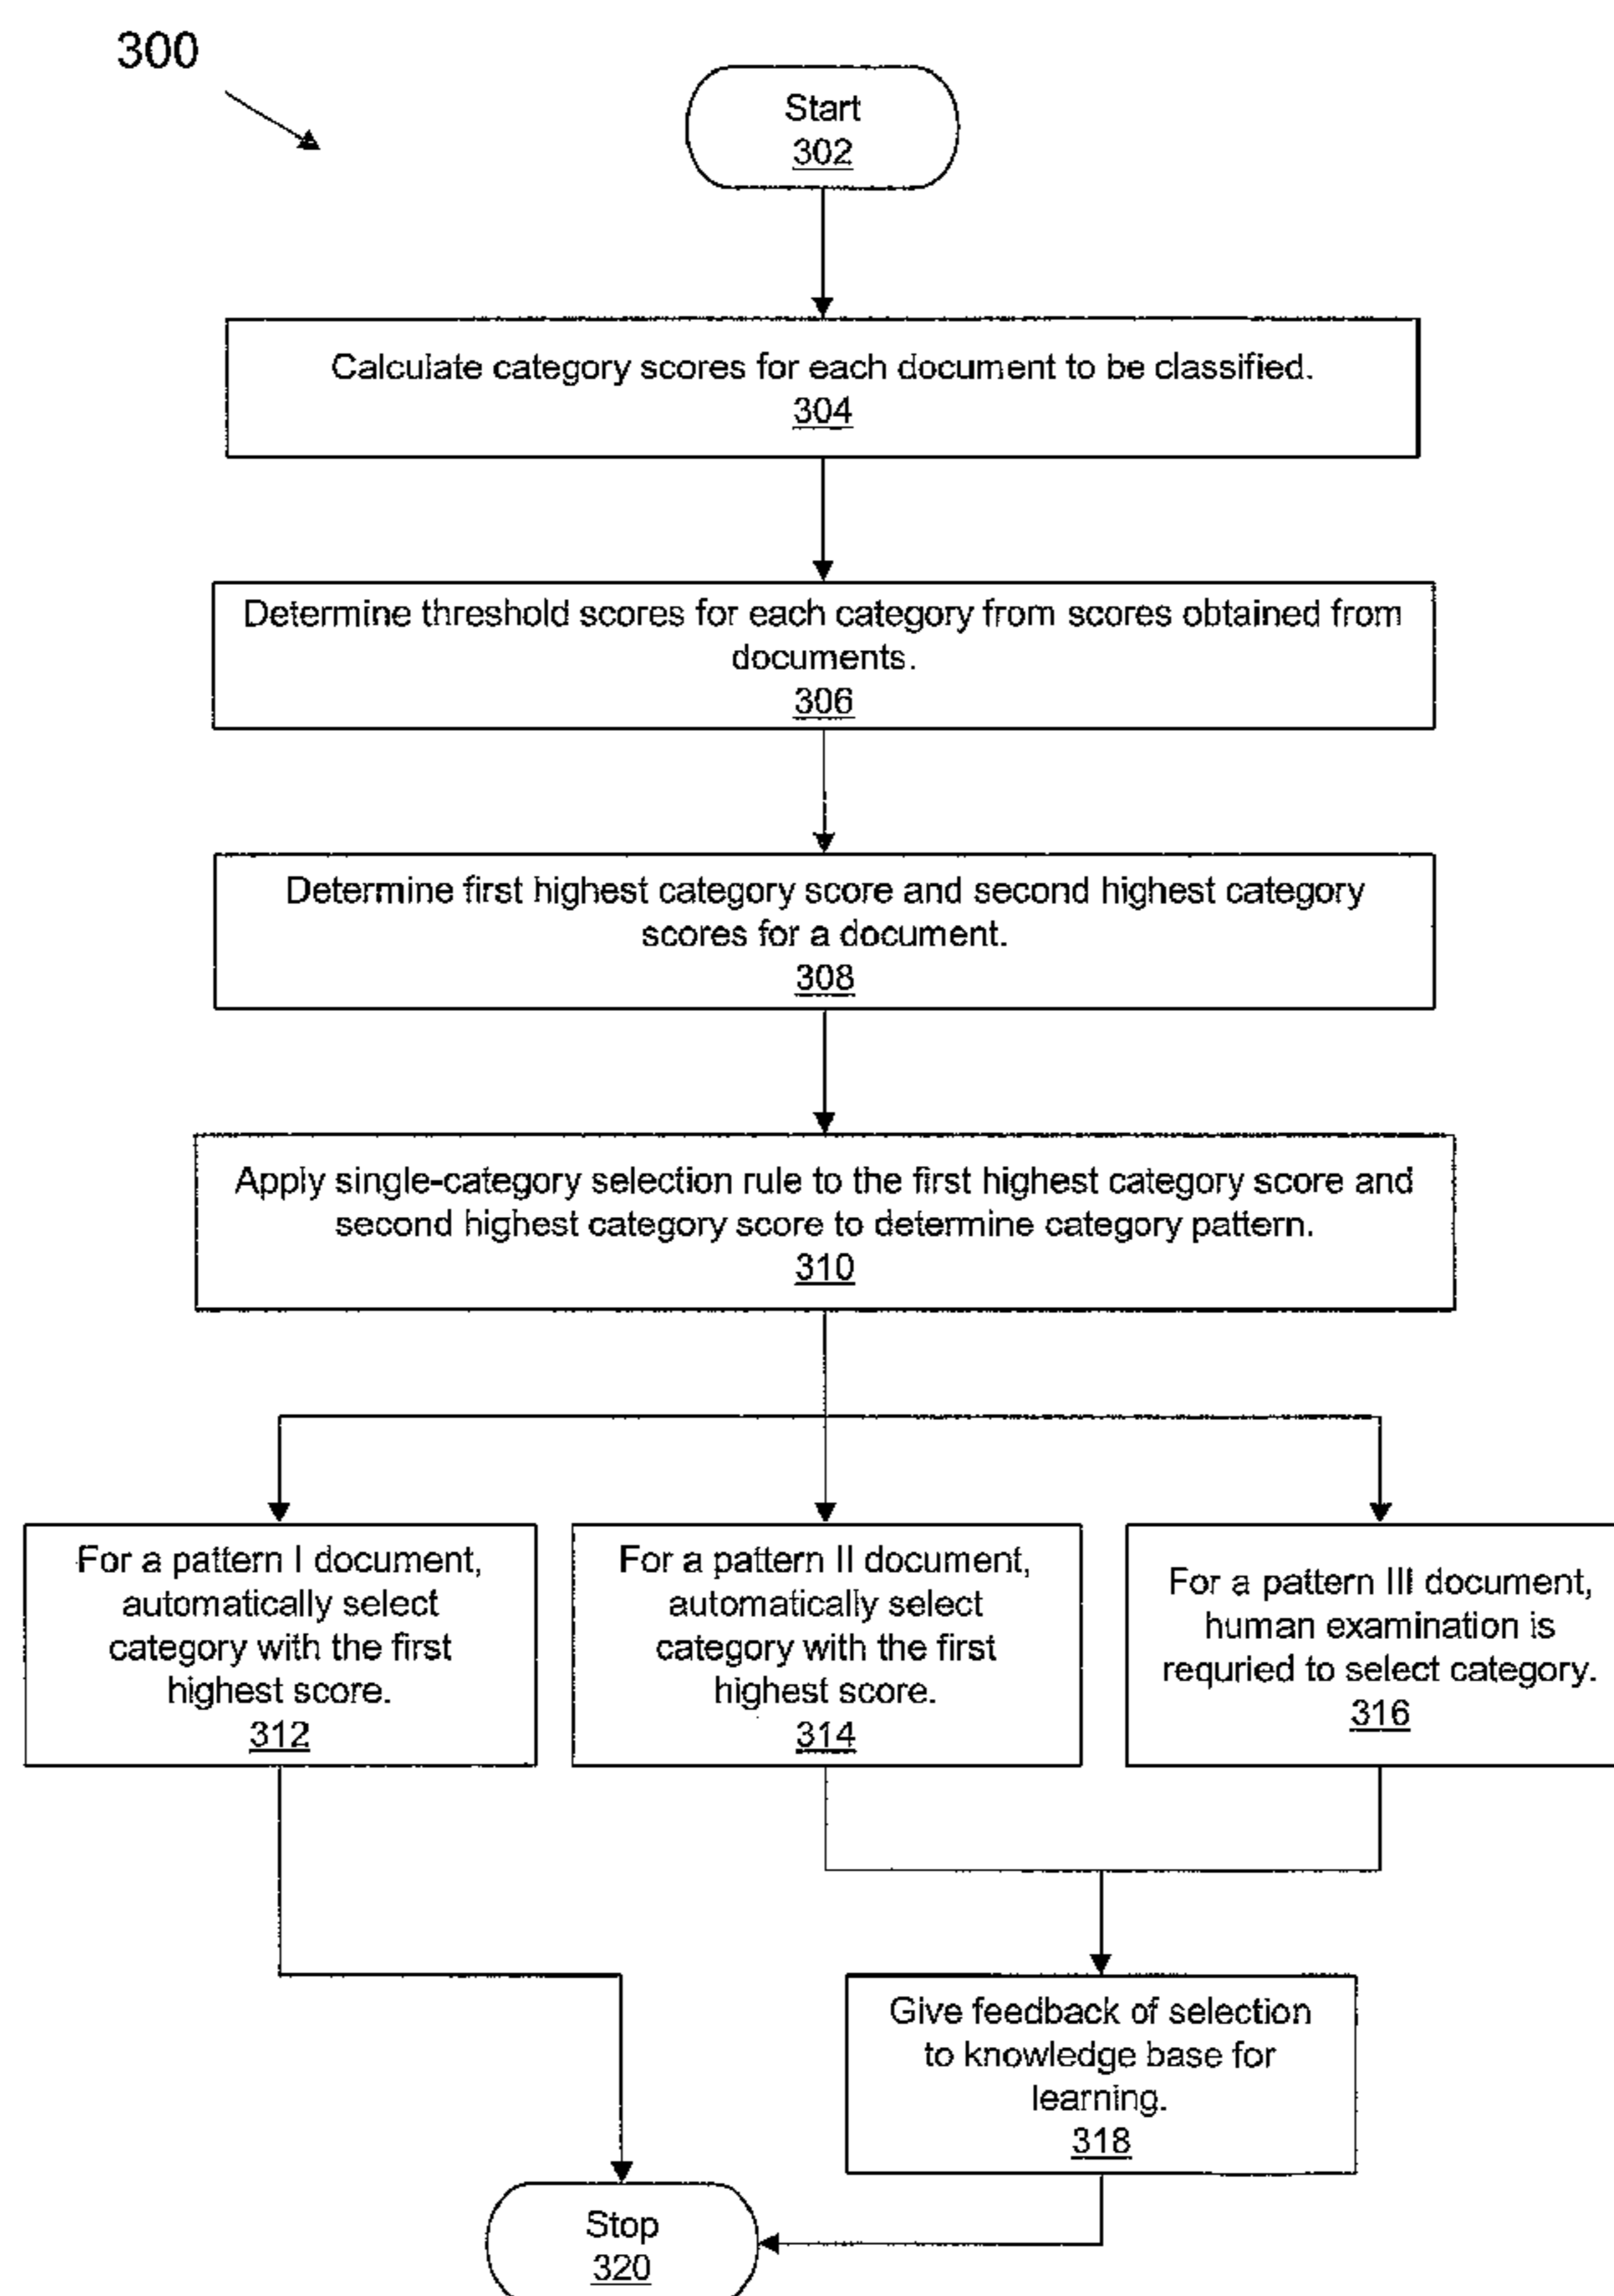 300
Start
302
Calculate category scores for each document to be classified.
304
Determine threshold scores for each category from scores obtained from
documents.
306
Determine first highest category score and second highest category
scores for a document.
308
Apply single-category selection rule to the first highest category score and
second highest category score to determine category pattern.
310
For a pattern I document,
automatically select
category with the first
highest score.
312
For a pattern II document,
automatically select
category with the first
highest score.
314
For a pattern III document,
human examination is
requried to select category.
316
Give feedback of selection
to knowledge base for
learning.
318
Stop
320